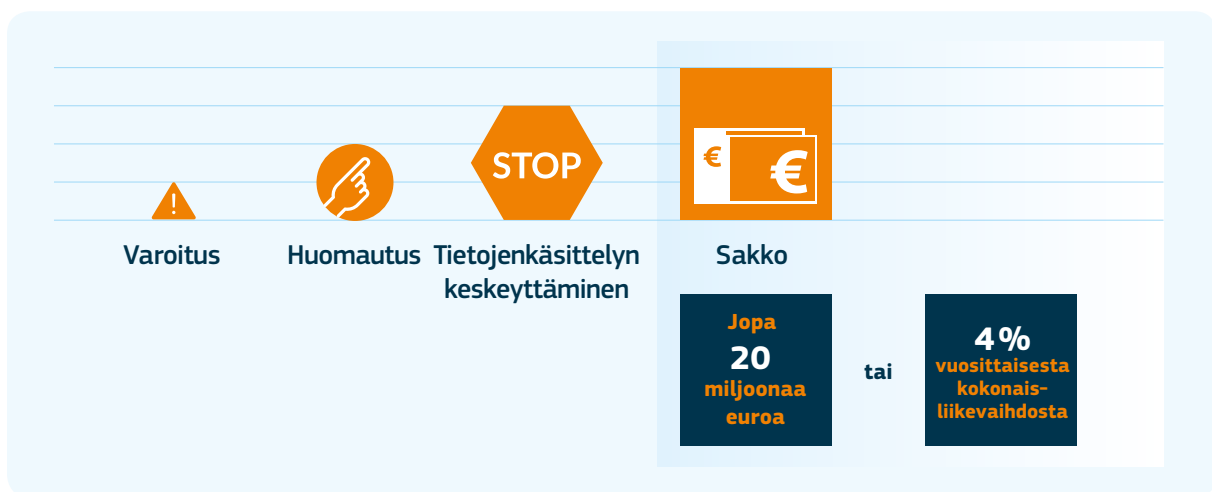 !
STOP
€ €
Varoitus
Huomautus
Tietojenkäsittelyn
keskeyttäminen
Sakko
Jopa
20
miljoonaa
euroa
tai
4 %
vuosittaisesta
kokonais-
liikevaihdosta